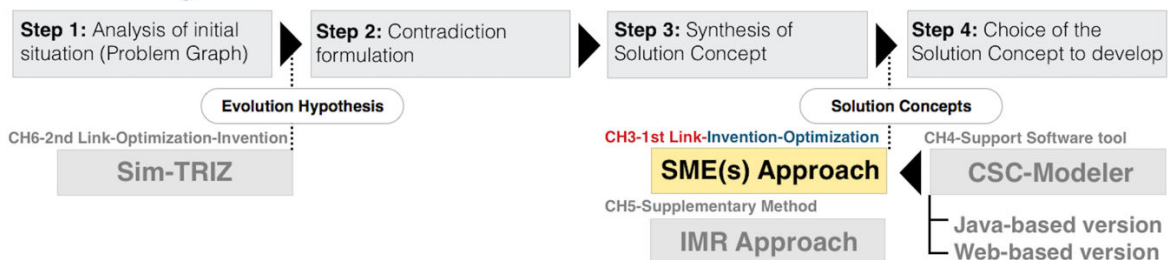 Step 1: Analysis of initial
situation (Problem Graph)
Step 2: Contradiction
formulation
Step 3: Synthesis of
Solution Concept
Step 4: Choice of the
Solution Concept to develop
Evolution Hypothesis
Solution Concepts
CH6-2nd Link-Optimization-Invention
Sim-TRIZ
CH3-1st Link-Invention-Optimization
SME(s) Approach
CH4-Support Software tool
CSC-Modeler
CH5-Supplementary Method
IMR Approach
Java-based version
Web-based version